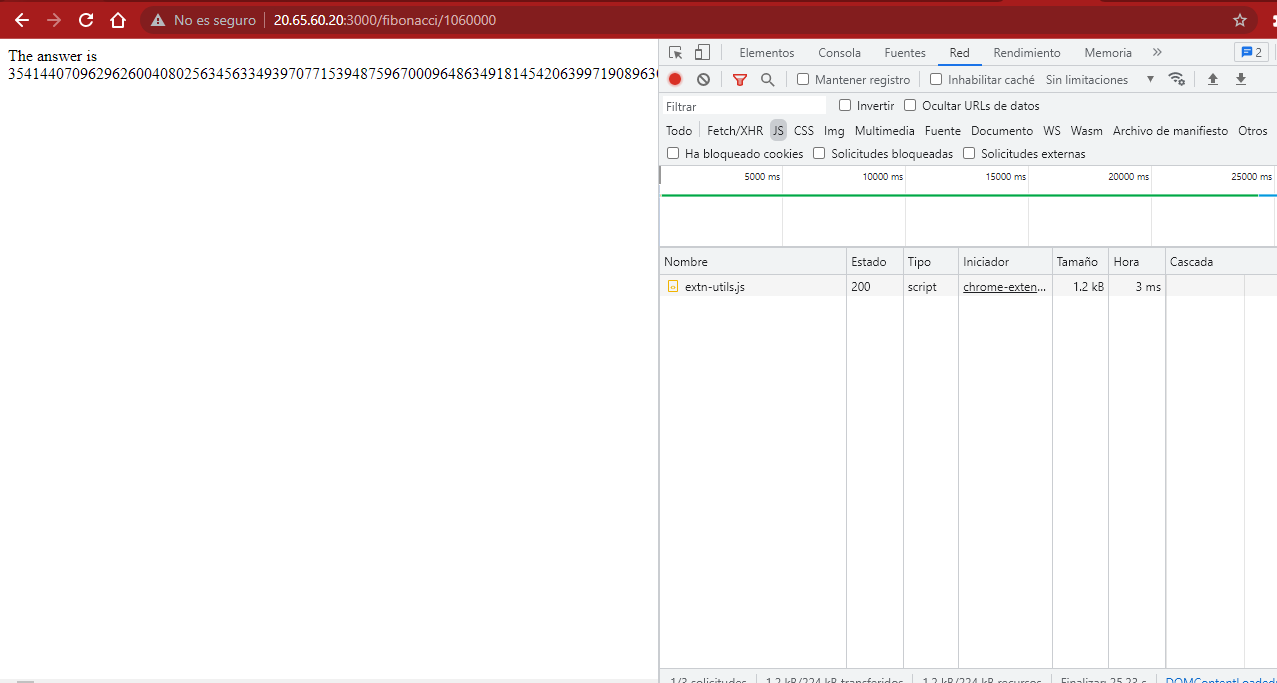 No es seguro 20.65.60.20:3000/fibonacci/1060000
The answer is
Elementos Consola Fuentes Red Rendimiento Memoria » 2
Mantener registro Inhabilitar caché Sin limitaciones
Filtrar Invertir Ocultar URLs de datos
Todo Fetch/XHR JS CSS Img Multimedia Fuente Documento WS Wasm Archivo de manifiesto Otros
Ha bloqueado cookies Solicitudes bloqueadas Solicitudes externas
5000 ms 10000 ms 15000 ms 20000 ms 25000 ms
Nombre Estado Tipo Iniciador Tamaño Hora Cascada
extn-utils.js 200 script chrome-exten... 1.2 kB 3 ms
1/3 solicitudes 1.2 kB/224 kB transferidos 1.2 kB/224 kB recursos Finalizar: 25.23 s DOMContentLoaded